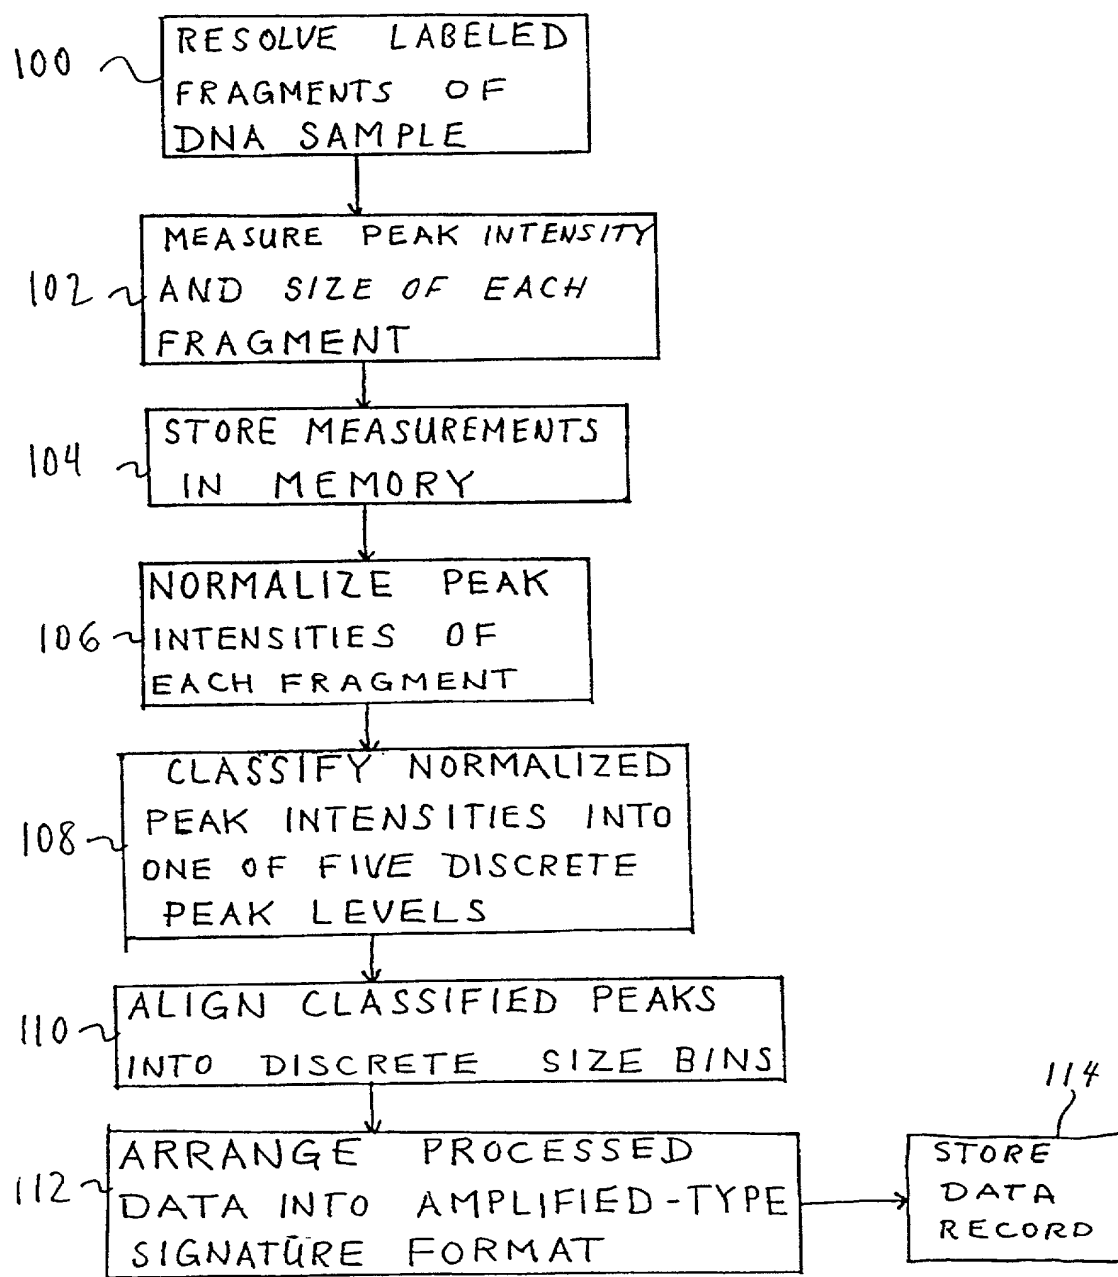 100
RESOLVE LABELED
FRAGMENTS OF
DNA SAMPLE
102
MEASURE PEAK INTENSITY
AND SIZE OF EACH
FRAGMENT
104
STORE MEASUREMENTS
IN MEMORY
106
NORMALIZE PEAK
INTENSITIES OF
EACH FRAGMENT
108
CLASSIFY NORMALIZED
PEAK INTENSITIES INTO
ONE OF FIVE DISCRETE
PEAK LEVELS
110
ALIGN CLASSIFIED PEAKS
INTO DISCRETE SIZE BINS
112
ARRANGE PROCESSED
DATA INTO AMPLIFIED-TYPE
SIGNATURE FORMAT
114
STORE
DATA
RECORD